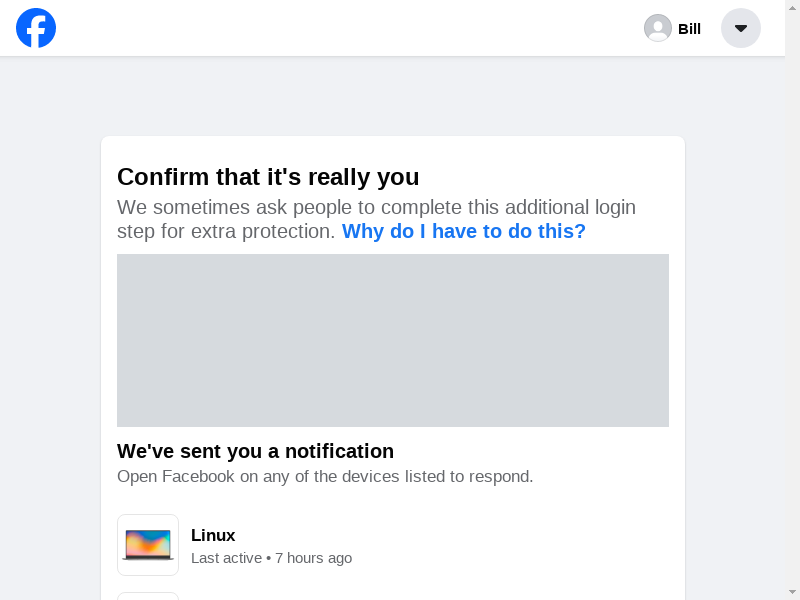 Bill
Confirm that it's really you
We sometimes ask people to complete this additional login
step for extra protection. Why do I have to do this?
We've sent you a notification
Open Facebook on any of the devices listed to respond.
Linux
Last active • 7 hours ago